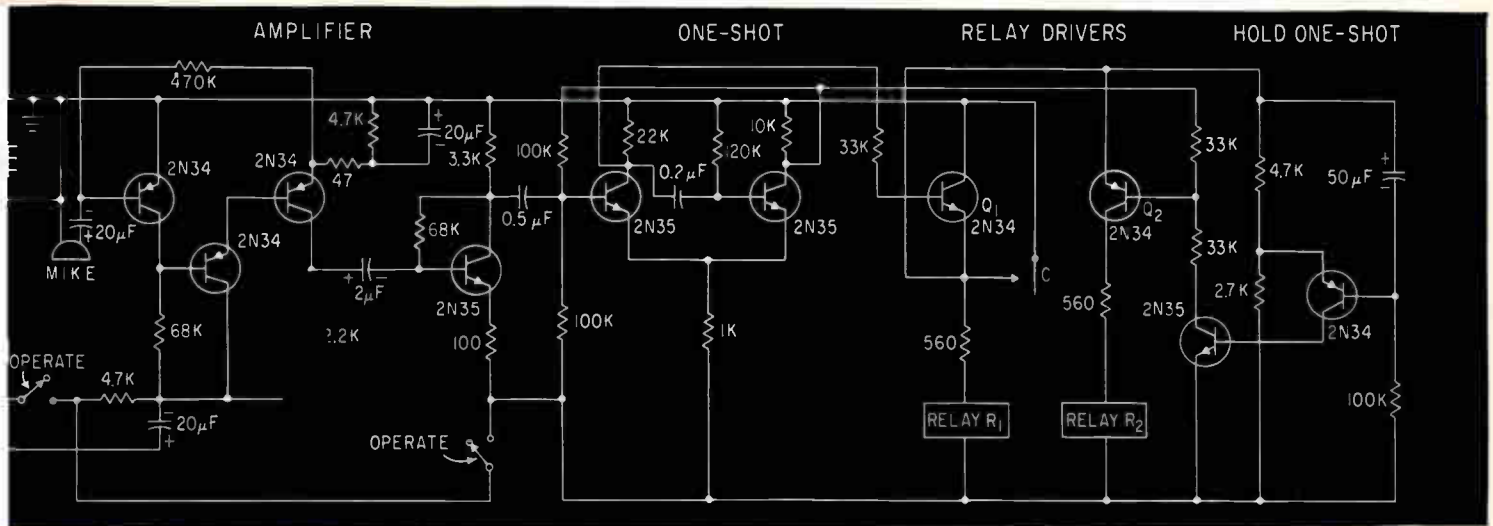 AMPLIFIER
ONE-SHOT
RELAY DRIVERS
HOLD ONE-SHOT
470K
4.7K
20µF
3.3K
100K
22K
120K
10K
33K
33K
4.7K
50µF
2N34
2N34
47
0.2µF
20µF
MIKE
2N34
68K
0.5µF
2N35
2N35
Q1
2N34
Q2
2N34
33K
2µF
2N35
68K
.2K
100
100K
1K
560
560
2N35
2.7K
2N34
OPERATE
4.7K
20µF
OPERATE
RELAY R1
RELAY R2
100K